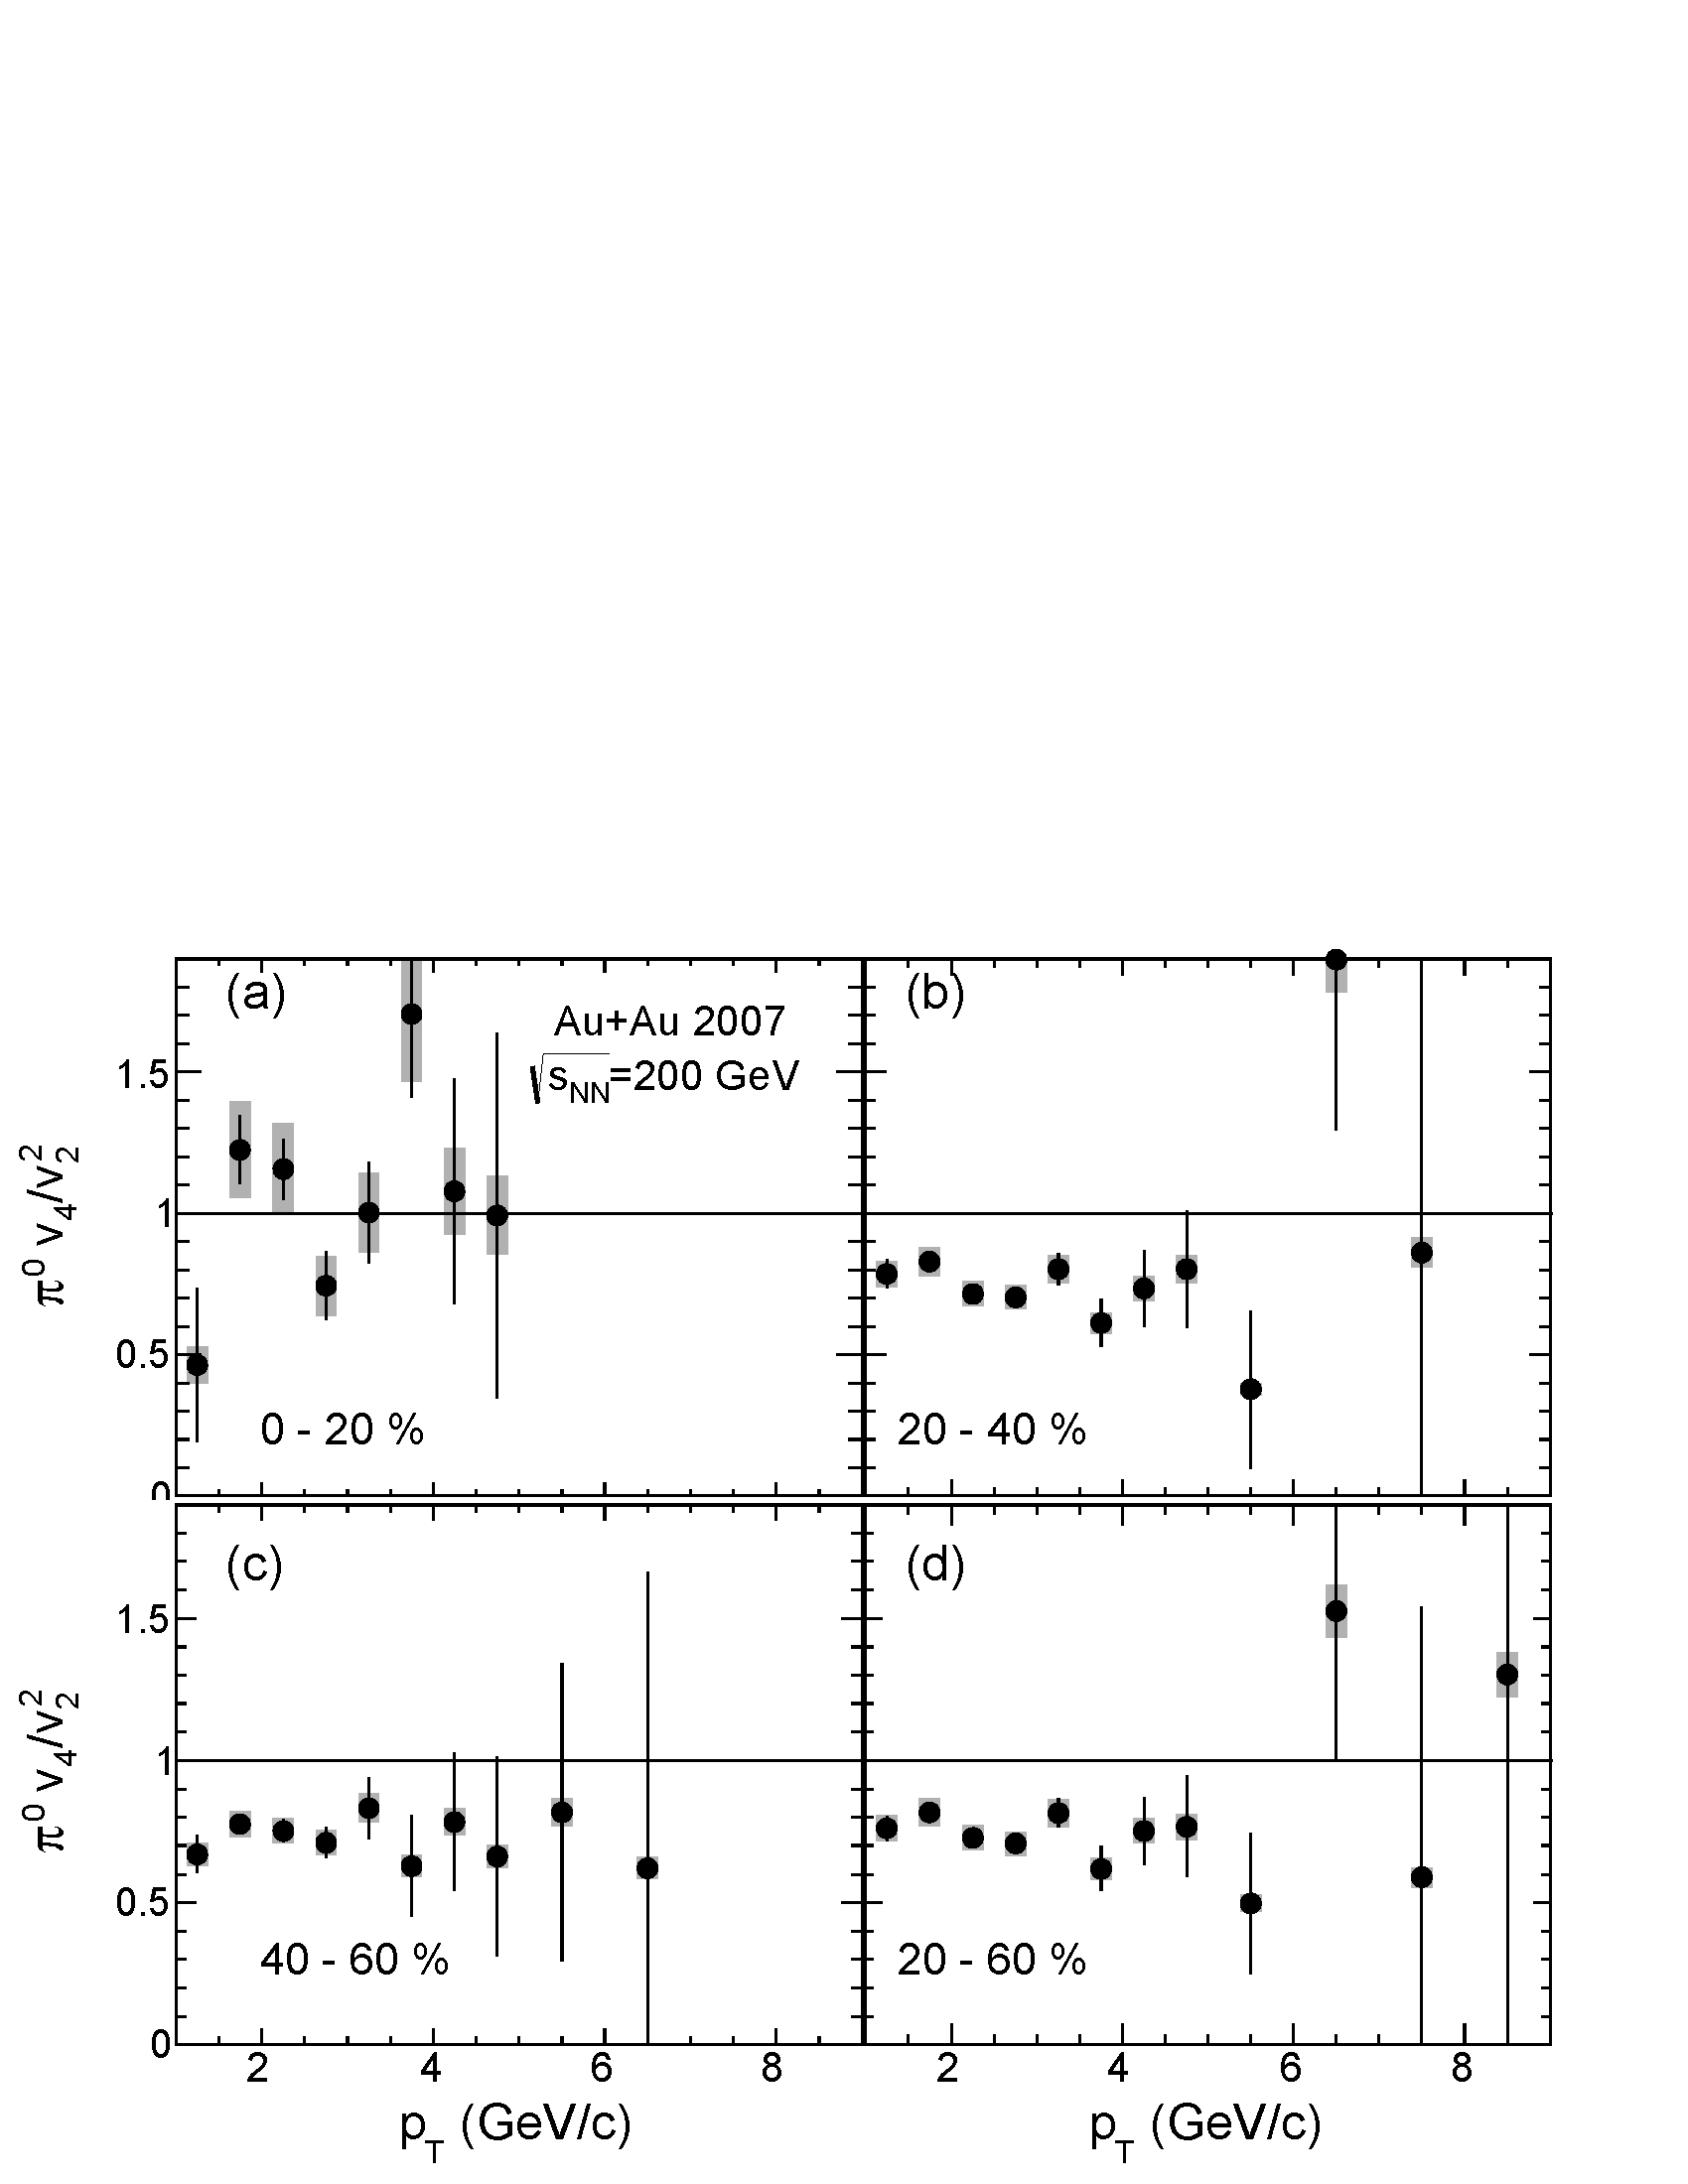 (a)
Au+Au 2007
√sNN=200 GeV
0 - 20 %
π0 v4/v22
1.5
1
0.5
0
(b)
20 - 40 %
(c)
40 - 60 %
π0 v4/v22
1.5
1
0.5
0
2 4 6 8
pT (GeV/c)
(d)
20 - 60 %
2 4 6 8
pT (GeV/c)